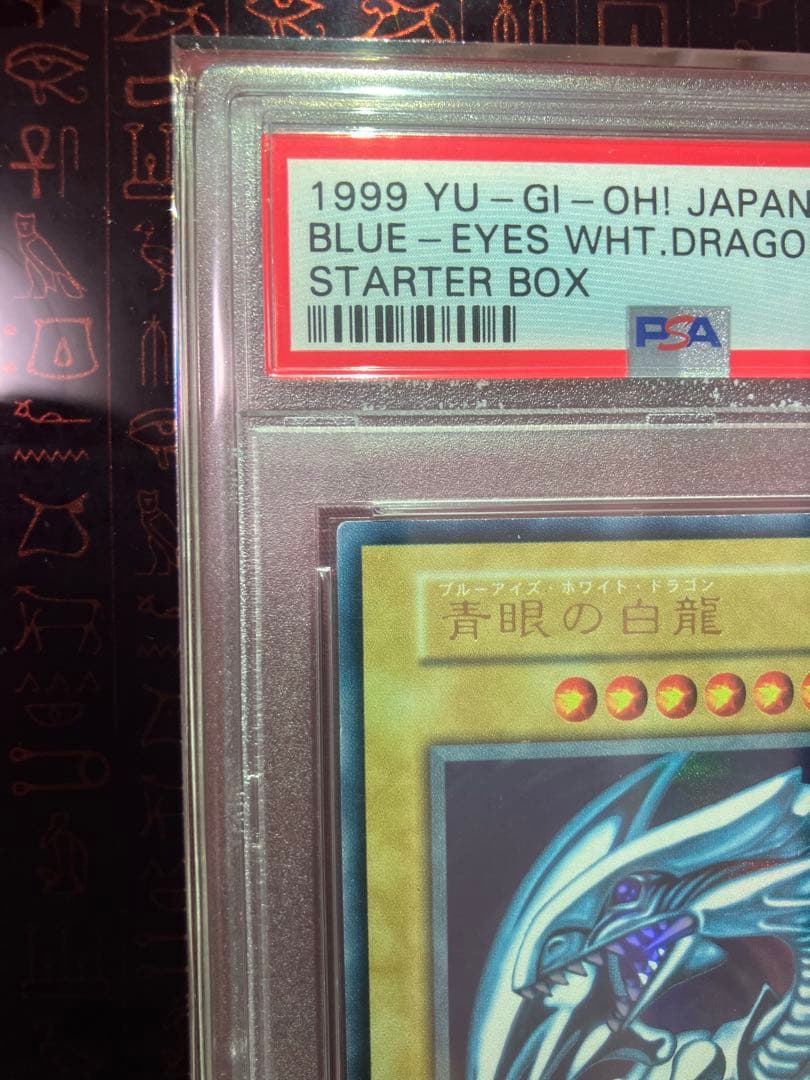 1999 YU-GI-OH! JAPAN
BLUE-EYES WHT.DRAGO
STARTER BOX
PSA
ブルーアイズ・ホワイト・ドラゴン
青眼の白龍